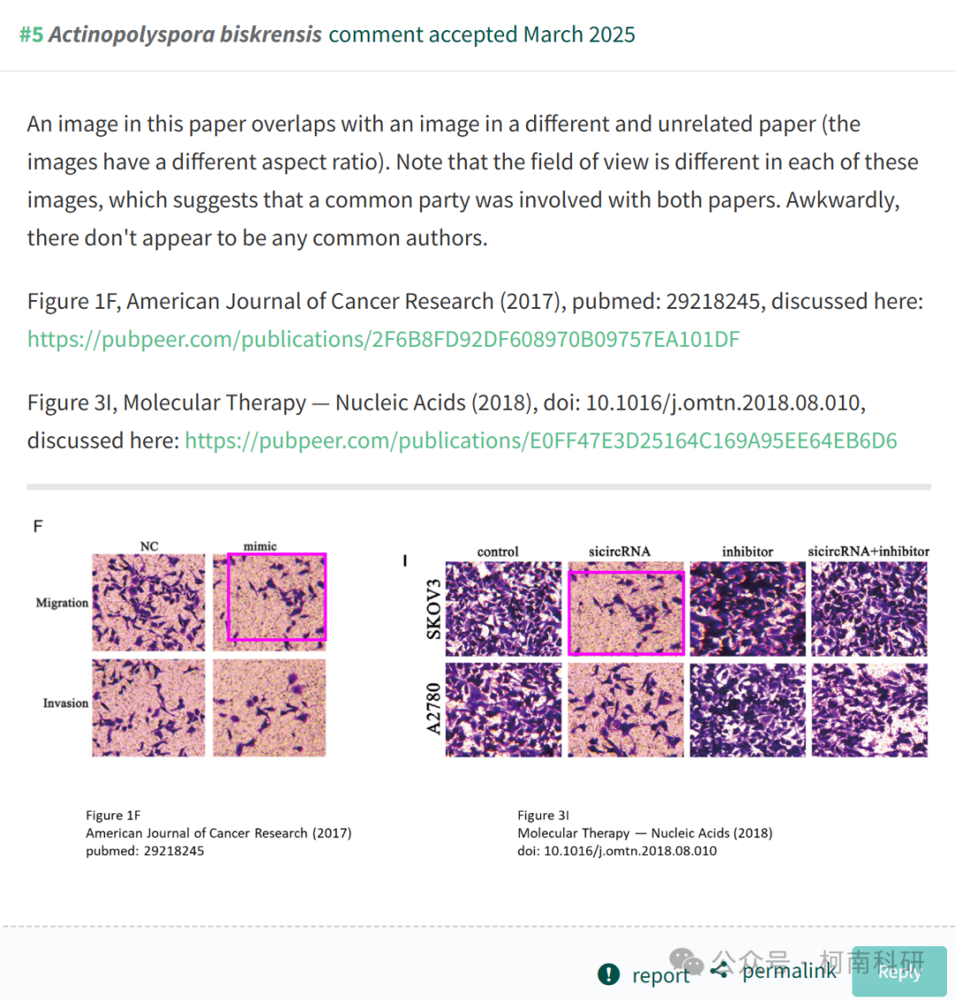 #5 Actinopolyspora biskrensis comment accepted March 2025
An image in this paper overlaps with an image in a different and unrelated paper (the
images have a different aspect ratio). Note that the field of view is different in each of these
images, which suggests that a common party was involved with both papers. Awkwardly,
there don't appear to be any common authors.
Figure 1F, American Journal of Cancer Research (2017), pubmed: 29218245, discussed here:
https://pubpeer.com/publications/2F6B8FD92DF608970B09757EA101DF
Figure 3I, Molecular Therapy — Nucleic Acids (2018), doi: 10.1016/j.omtn.2018.08.010,
discussed here: https://pubpeer.com/publications/E0FF47E3D25164C169A95EE64EB6D6
F
NC mimic
Migration
Invasion
I
control sicircRNA inhibitor sicircRNA+inhibitor
SKOV3
A2780
Figure 1F
American Journal of Cancer Research (2017)
pubmed: 29218245
Figure 3I
Molecular Therapy — Nucleic Acids (2018)
doi: 10.1016/j.omtn.2018.08.010
公众号 · 柯南科研
report permalink Reply